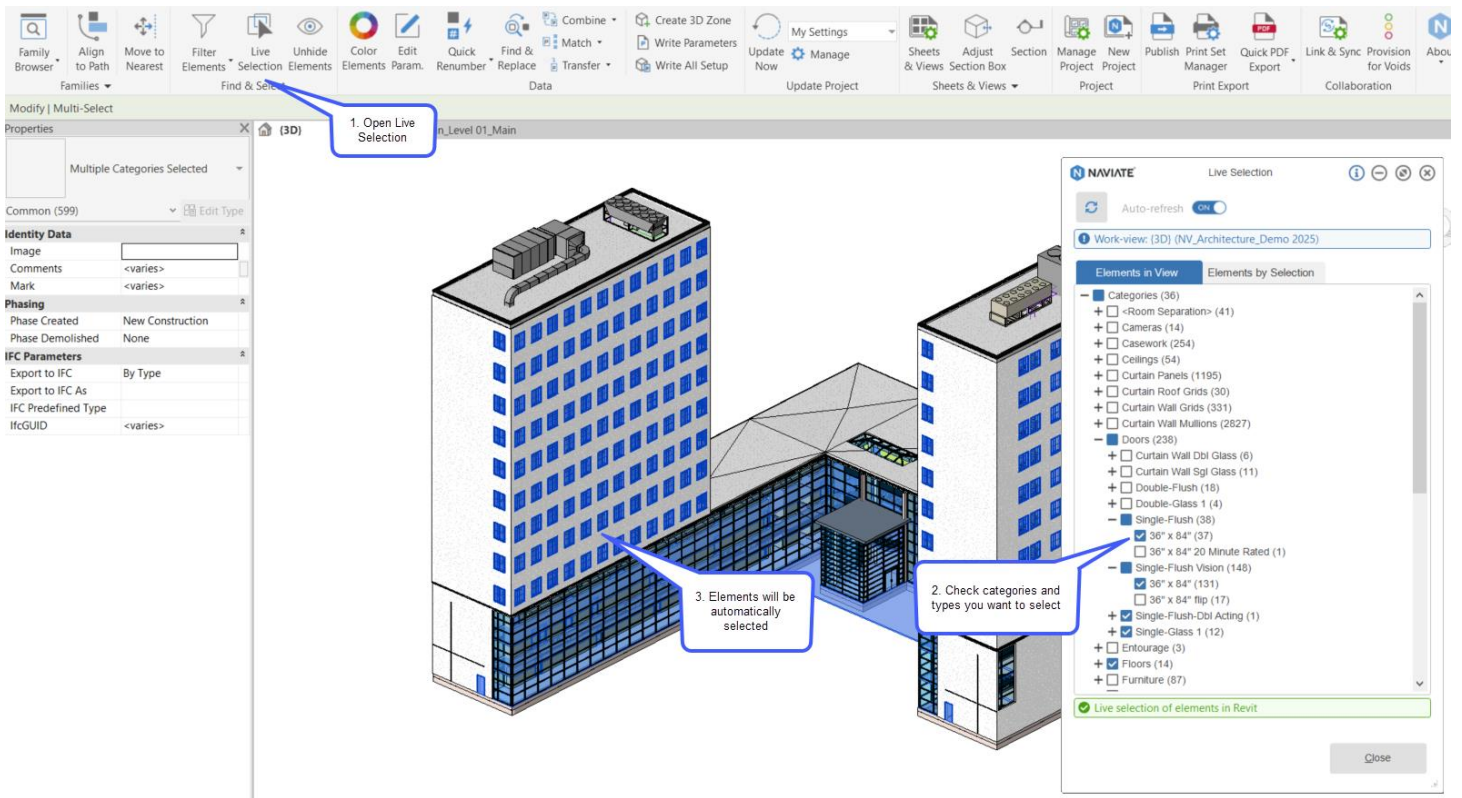 Family Browser
Align to Path
Move to Nearest
Families
Filter Elements
Live Selection
Unhide Elements
Find & Sele
Color Elements
Edit Param.
Quick Renumber
Find & Replace
Combine
Match
Transfer
Create 3D Zone
Write Parameters
Write All Setup
Data
Update Now
My Settings
Manage
Update Project
Sheets & Views
Adjust Section Box
Section
Sheets & Views
Manage Project
New Project
Project
Publish
Print Set Manager
PDF
Quick PDF Export
Print Export
Link & Sync
Provision for Voids
Collaboration
N
Abou
Modify | Multi-Select
Properties
(3D)
n_Level 01_Main
1. Open Live
Selection
Multiple Categories Selected
Common (599)
Edit Type
Identity Data
Image
Comments <varies>
Mark <varies>
Phasing
Phase Created New Construction
Phase Demolished None
IFC Parameters
Export to IFC By Type
Export to IFC As
IFC Predefined Type
IfcGUID <varies>
3. Elements will be
automatically
selected
2. Check categories and
types you want to select
N NAVIATE
Live Selection
Auto-refresh ON
Work-view: {3D} (NV_Architecture_Demo 2025)
Elements in View Elements by Selection
Categories (36)
<Room Separation> (41)
Cameras (14)
Casework (254)
Ceilings (54)
Curtain Panels (1195)
Curtain Roof Grids (30)
Curtain Wall Grids (331)
Curtain Wall Mullions (2827)
Doors (238)
Curtain Wall Dbl Glass (6)
Curtain Wall Sgl Glass (11)
Double-Flush (18)
Double-Glass 1 (4)
Single-Flush (38)
36" x 84" (37)
36" x 84" 20 Minute Rated (1)
Single-Flush Vision (148)
36" x 84" (131)
36" x 84" flip (17)
Single-Flush-Dbl Acting (1)
Single-Glass 1 (12)
Entourage (3)
Floors (14)
Furniture (87)
Live selection of elements in Revit
Close